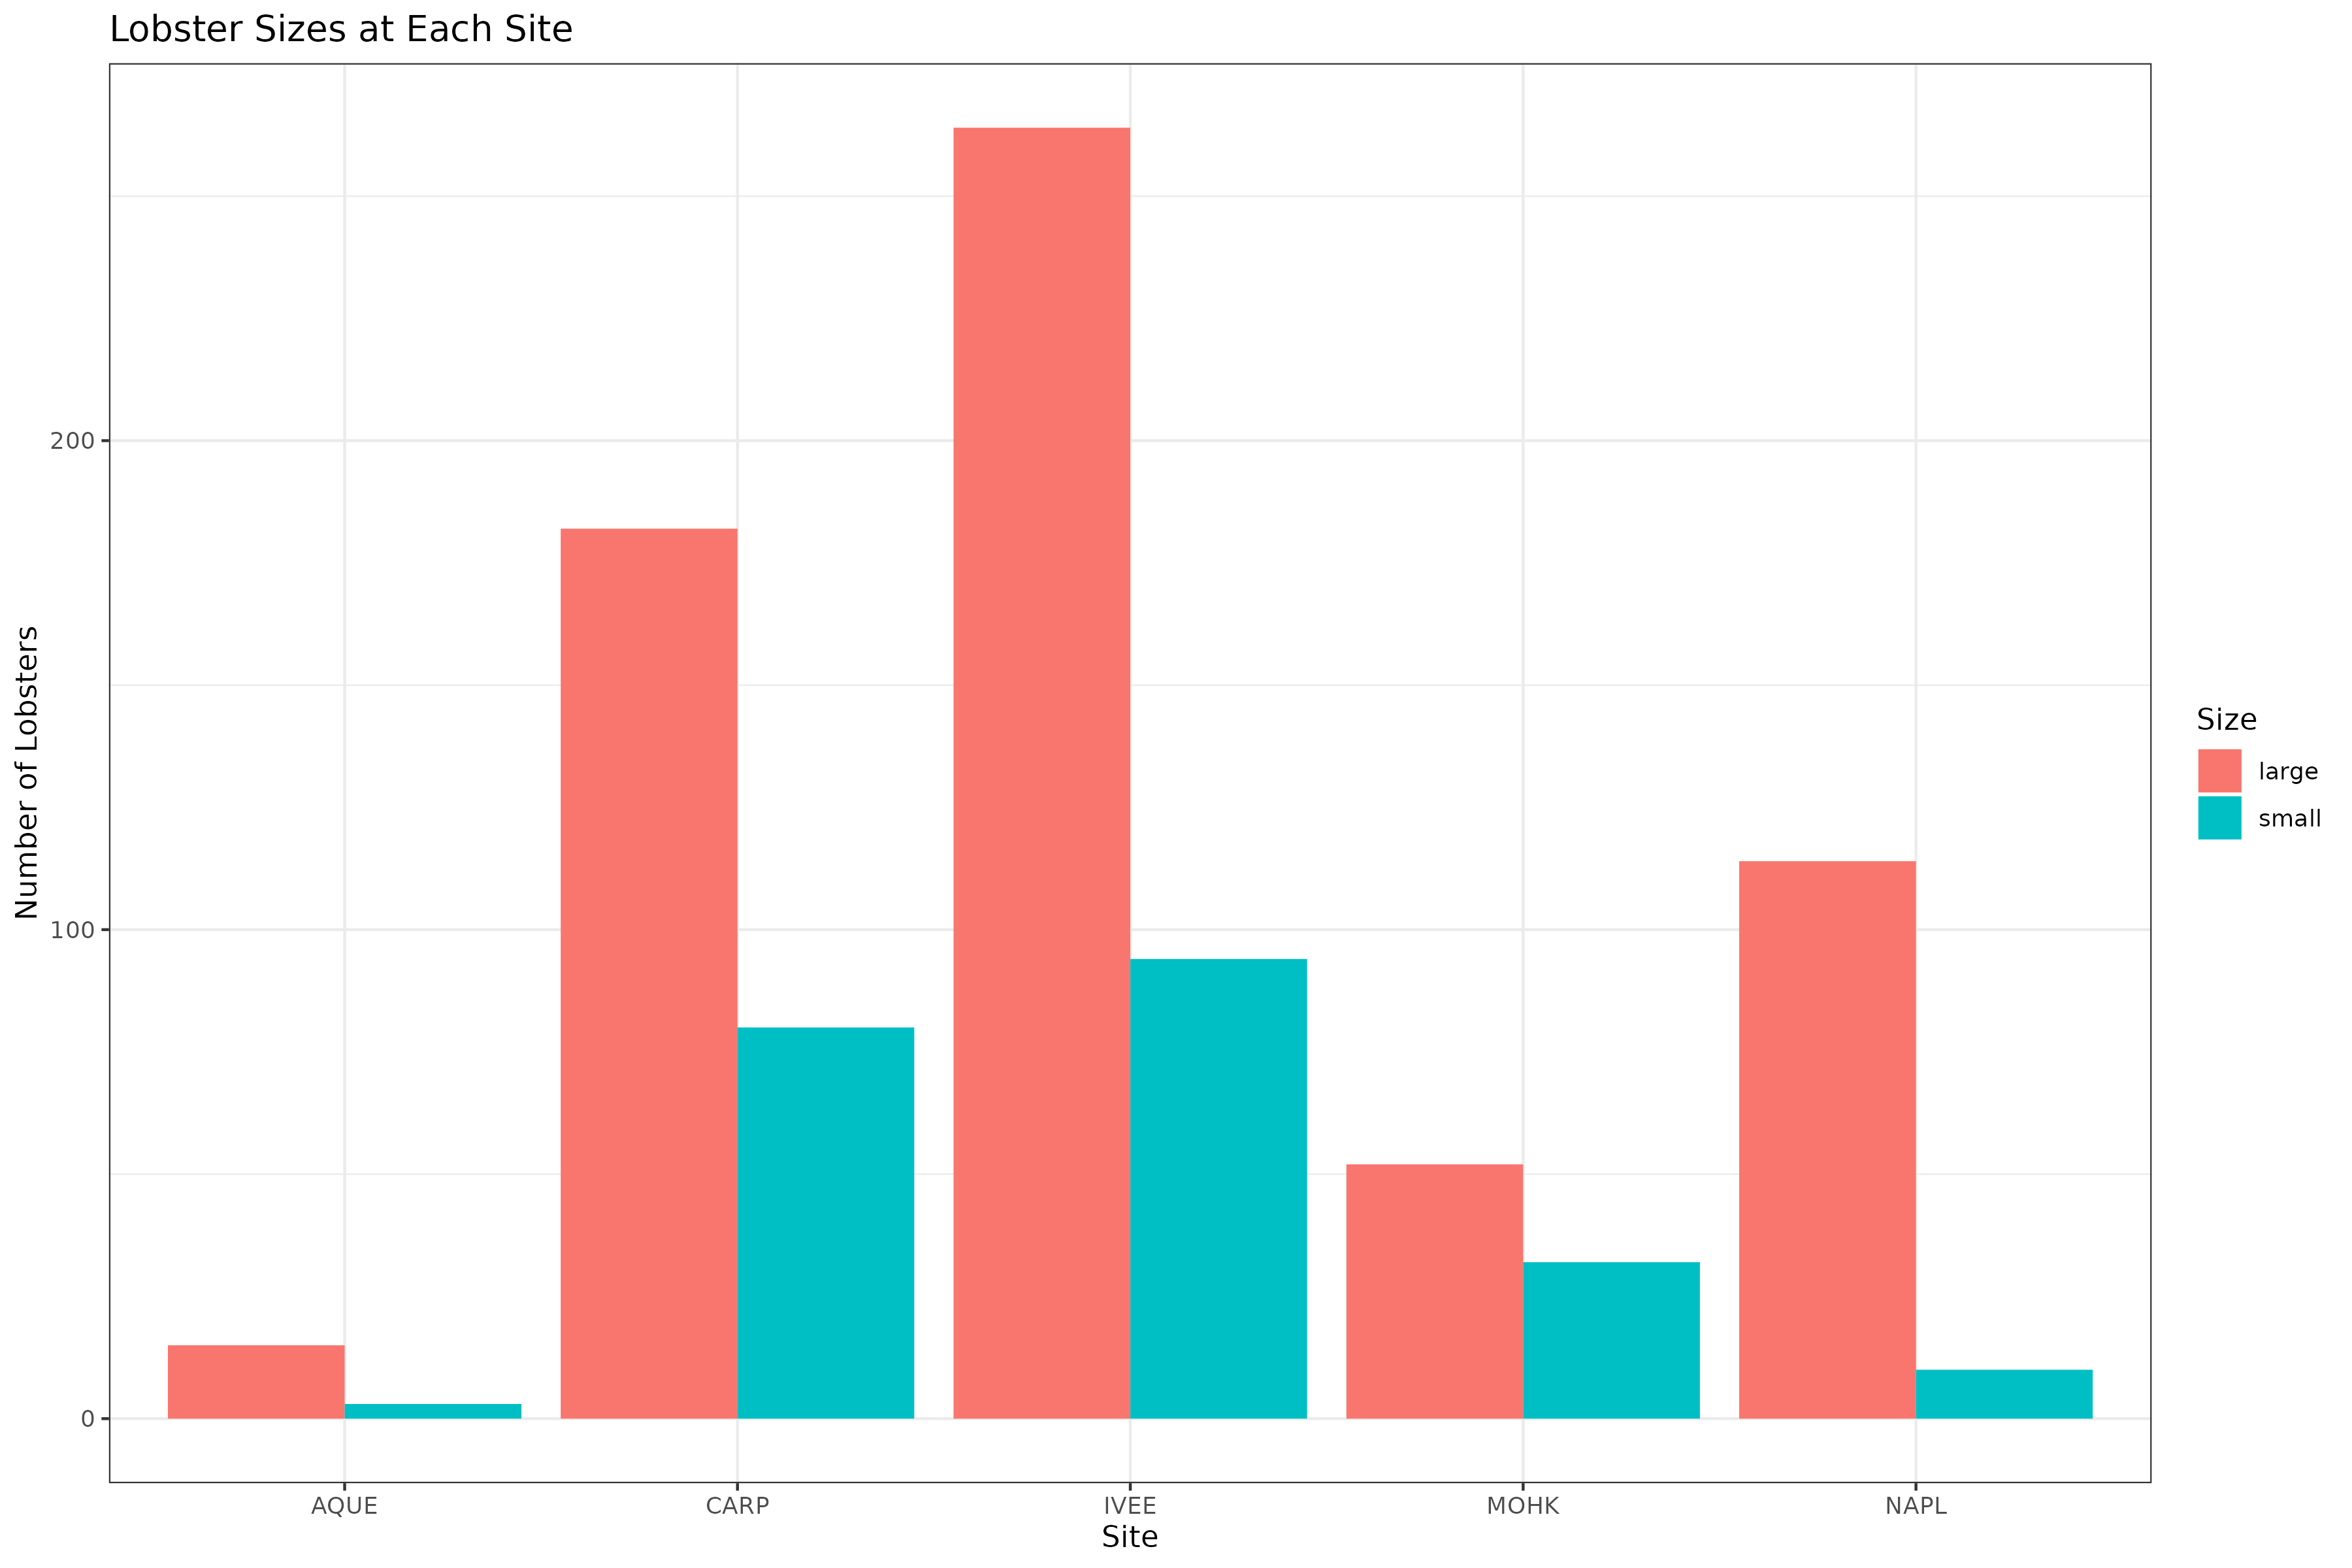 Lobster Sizes at Each Site
Number of Lobsters
200
100
0
AQUE CARP IVEE MOHK NAPL
Site
Size
large
small